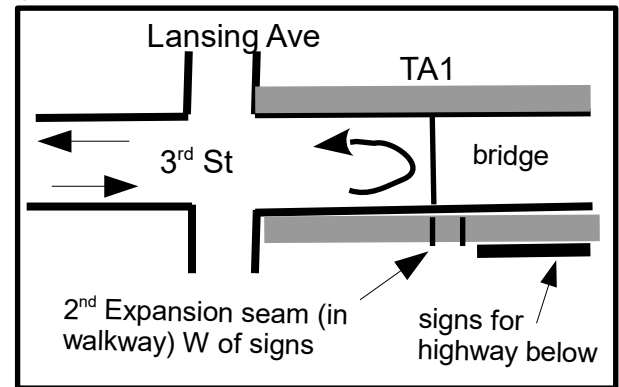 Lansing Ave
TA1
3rd St
bridge
2nd Expansion seam (in
walkway) W of signs
signs for
highway below